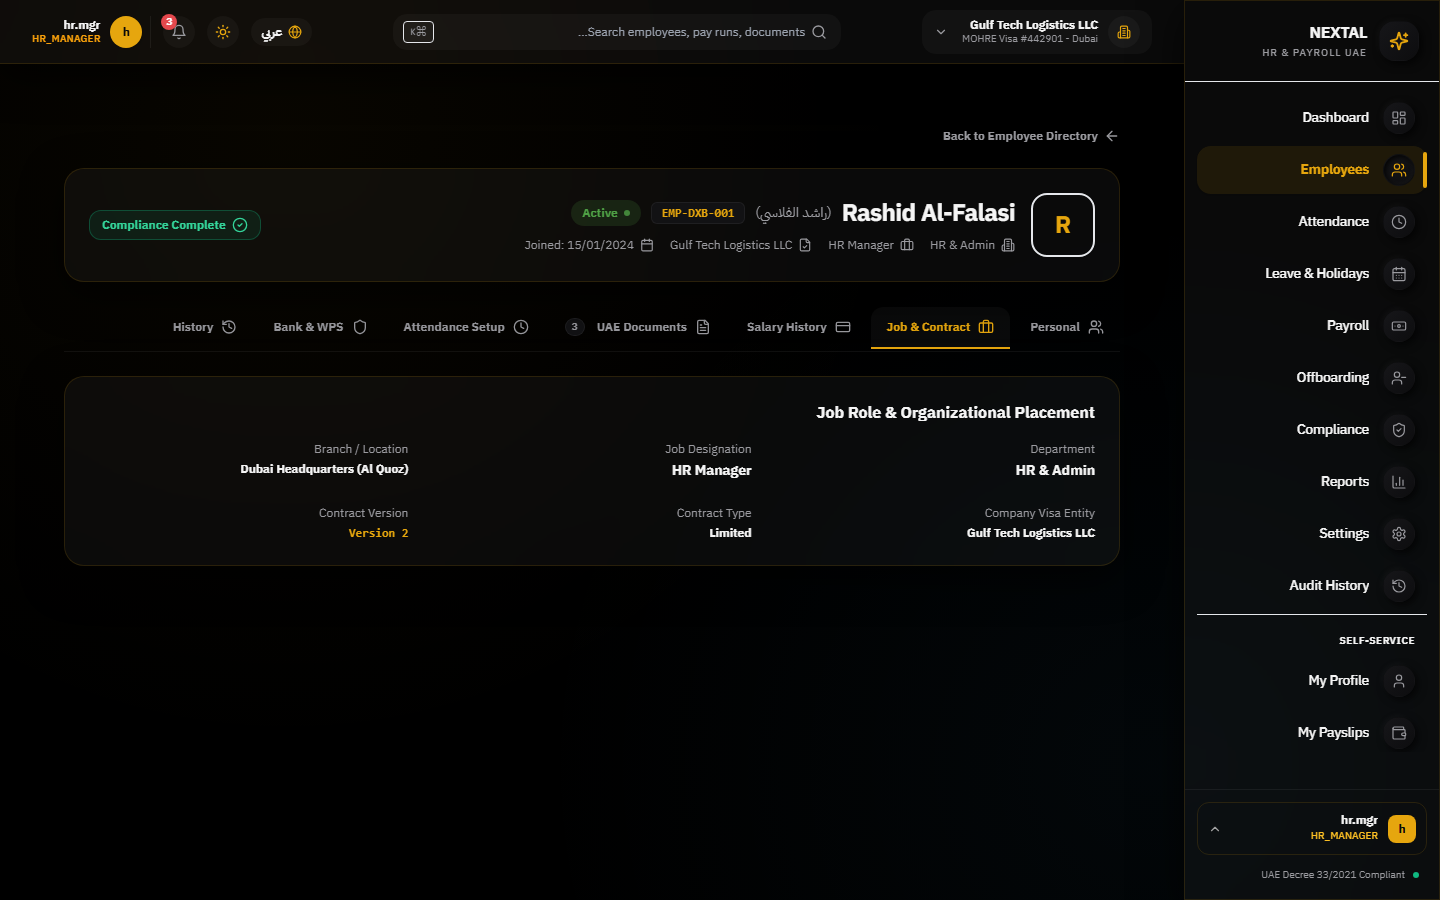 hr.mgr
HR_MANAGER
h
3
عربي
K⌘
Search employees, pay runs, documents...
Gulf Tech Logistics LLC
MOHRE Visa #442901 - Dubai
NEXTAL
HR & PAYROLL UAE
Dashboard
Employees
Attendance
Leave & Holidays
Payroll
Offboarding
Compliance
Reports
Settings
Audit History
SELF-SERVICE
My Profile
My Payslips
hr.mgr
HR_MANAGER
h
UAE Decree 33/2021 Compliant
Back to Employee Directory
R
Rashid Al-Falasi (راشد الفلاسي) EMP-DXB-001 Active
HR & Admin HR Manager Gulf Tech Logistics LLC Joined: 15/01/2024
Compliance Complete
Personal Job & Contract Salary History UAE Documents 3 Attendance Setup Bank & WPS History
Job Role & Organizational Placement
Department
HR & Admin
Job Designation
HR Manager
Branch / Location
Dubai Headquarters (Al Quoz)
Company Visa Entity
Gulf Tech Logistics LLC
Contract Type
Limited
Contract Version
Version 2